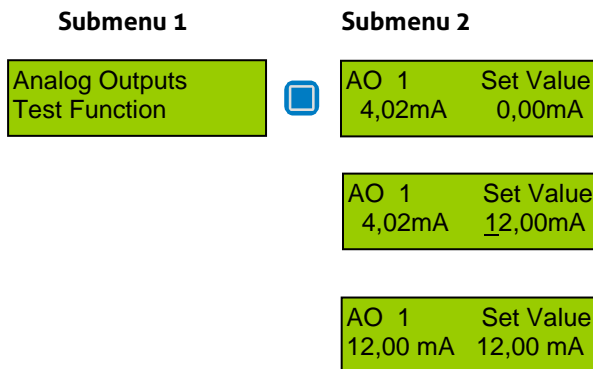 Submenu 1 Submenu 2
Analog Outputs
Test Function
AO 1 Set Value
4,02mA 0,00mA
AO 1 Set Value
4,02mA 12,00mA
AO 1 Set Value
12,00 mA 12,00 mA